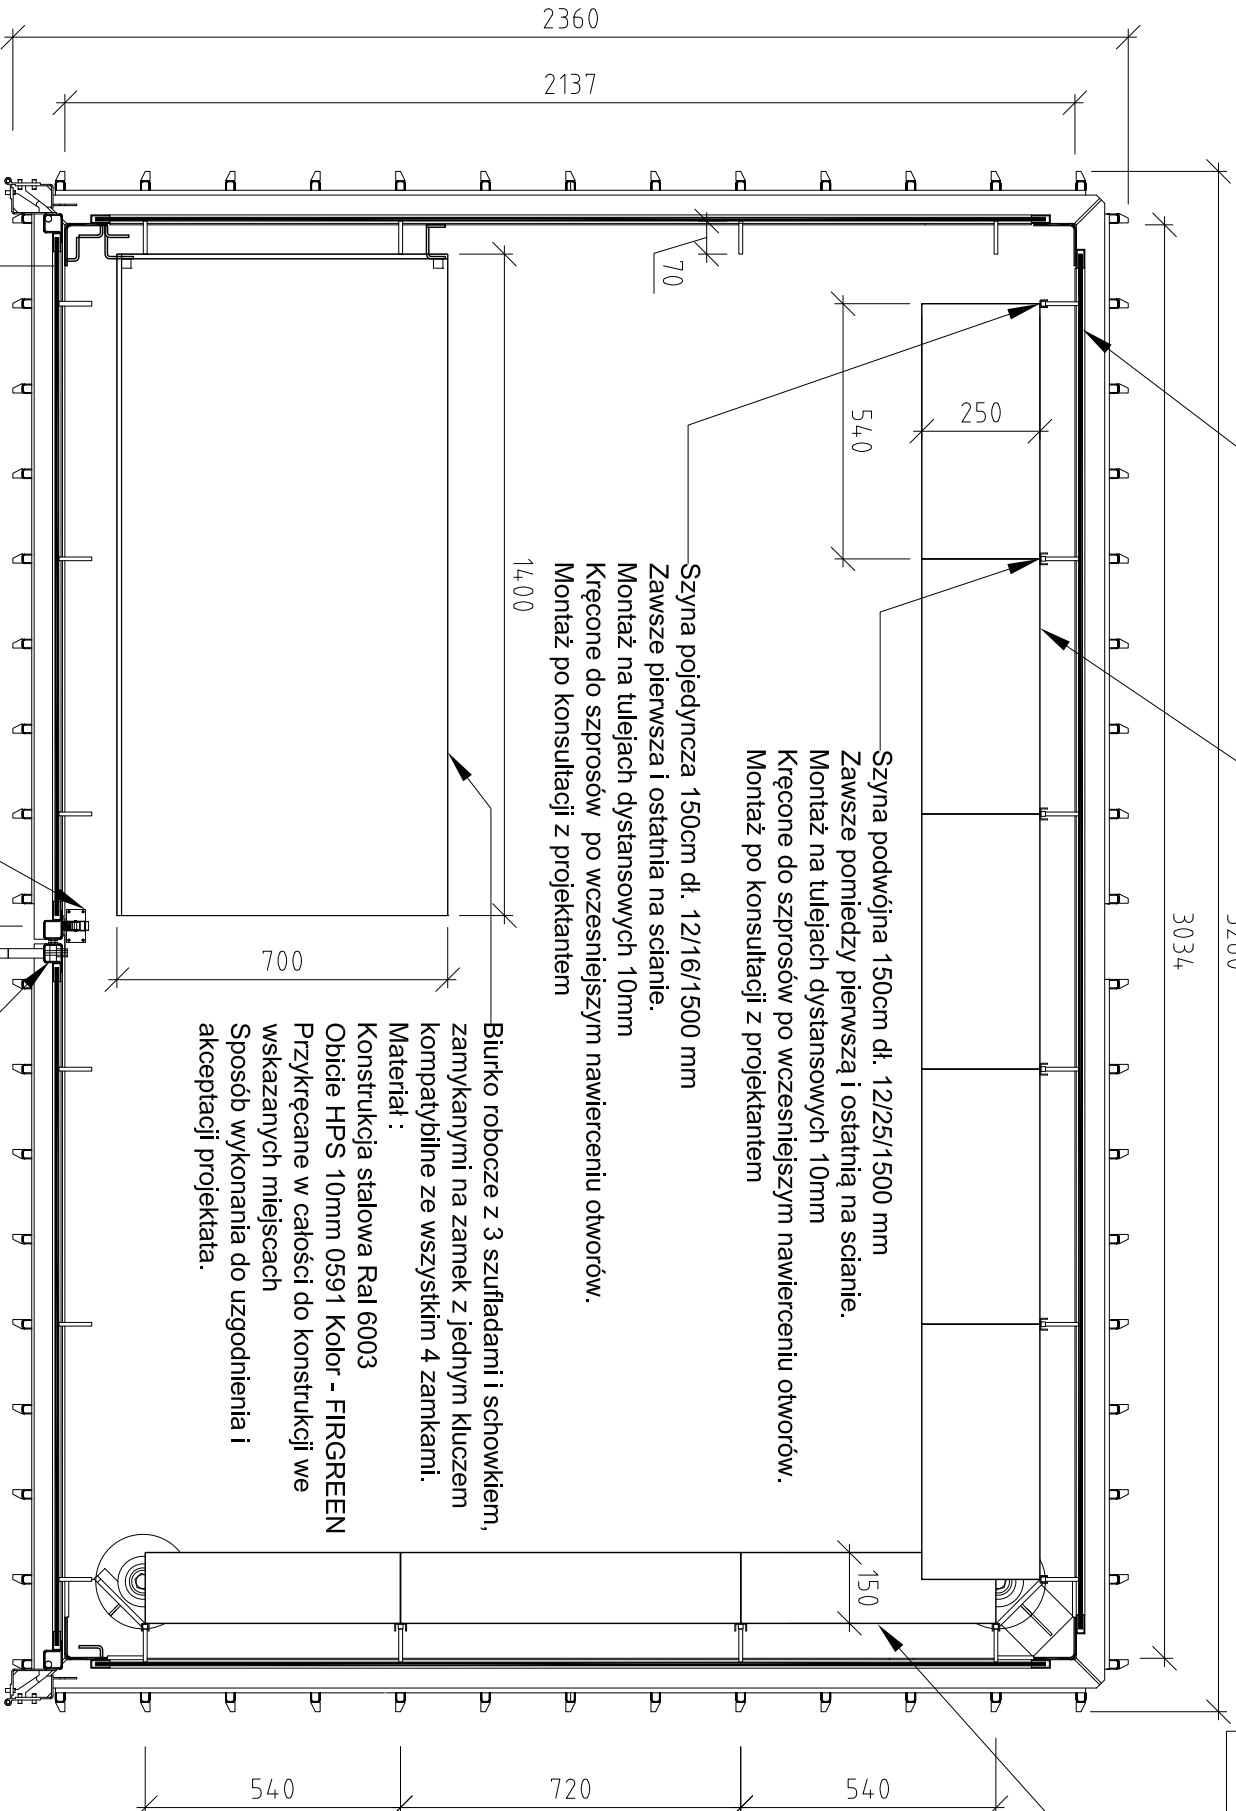 2360
2137
70
540
250
1400
700
3034
150
540
720
540
Szyna podwójna 150cm dł. 12/25/1500 mm
Zawsze pomiedzy pierwszą i ostatnią na scianie.
Montaż na tulejach dystansowych 10mm
Kręcone do szprosów po wczesniejszym nawierceniu otworów.
Montaż po konsultacji z projektantem
Szyna pojedyncza 150cm dł. 12/16/1500 mm
Zawsze pierwsza i ostatnia na scianie.
Montaż na tulejach dystansowych 10mm
Kręcone do szprosów po wczesniejszym nawierceniu otworów.
Montaż po konsultacji z projektantem
Biurko robocze z 3 szufladami i schowkiem,
zamykanymi na zamek z jednym kluczem
kompatybilne ze wszystkim 4 zamkami.
Materiał :
Konstrukcja stalowa Ral 6003
Obicie HPS 10mm 0591 Kolor - FIRGREEN
Przykręcane w całości do konstrukcji we
wskazanych miejscach
Sposób wykonania do uzgodnienia i
akceptacji projektata.